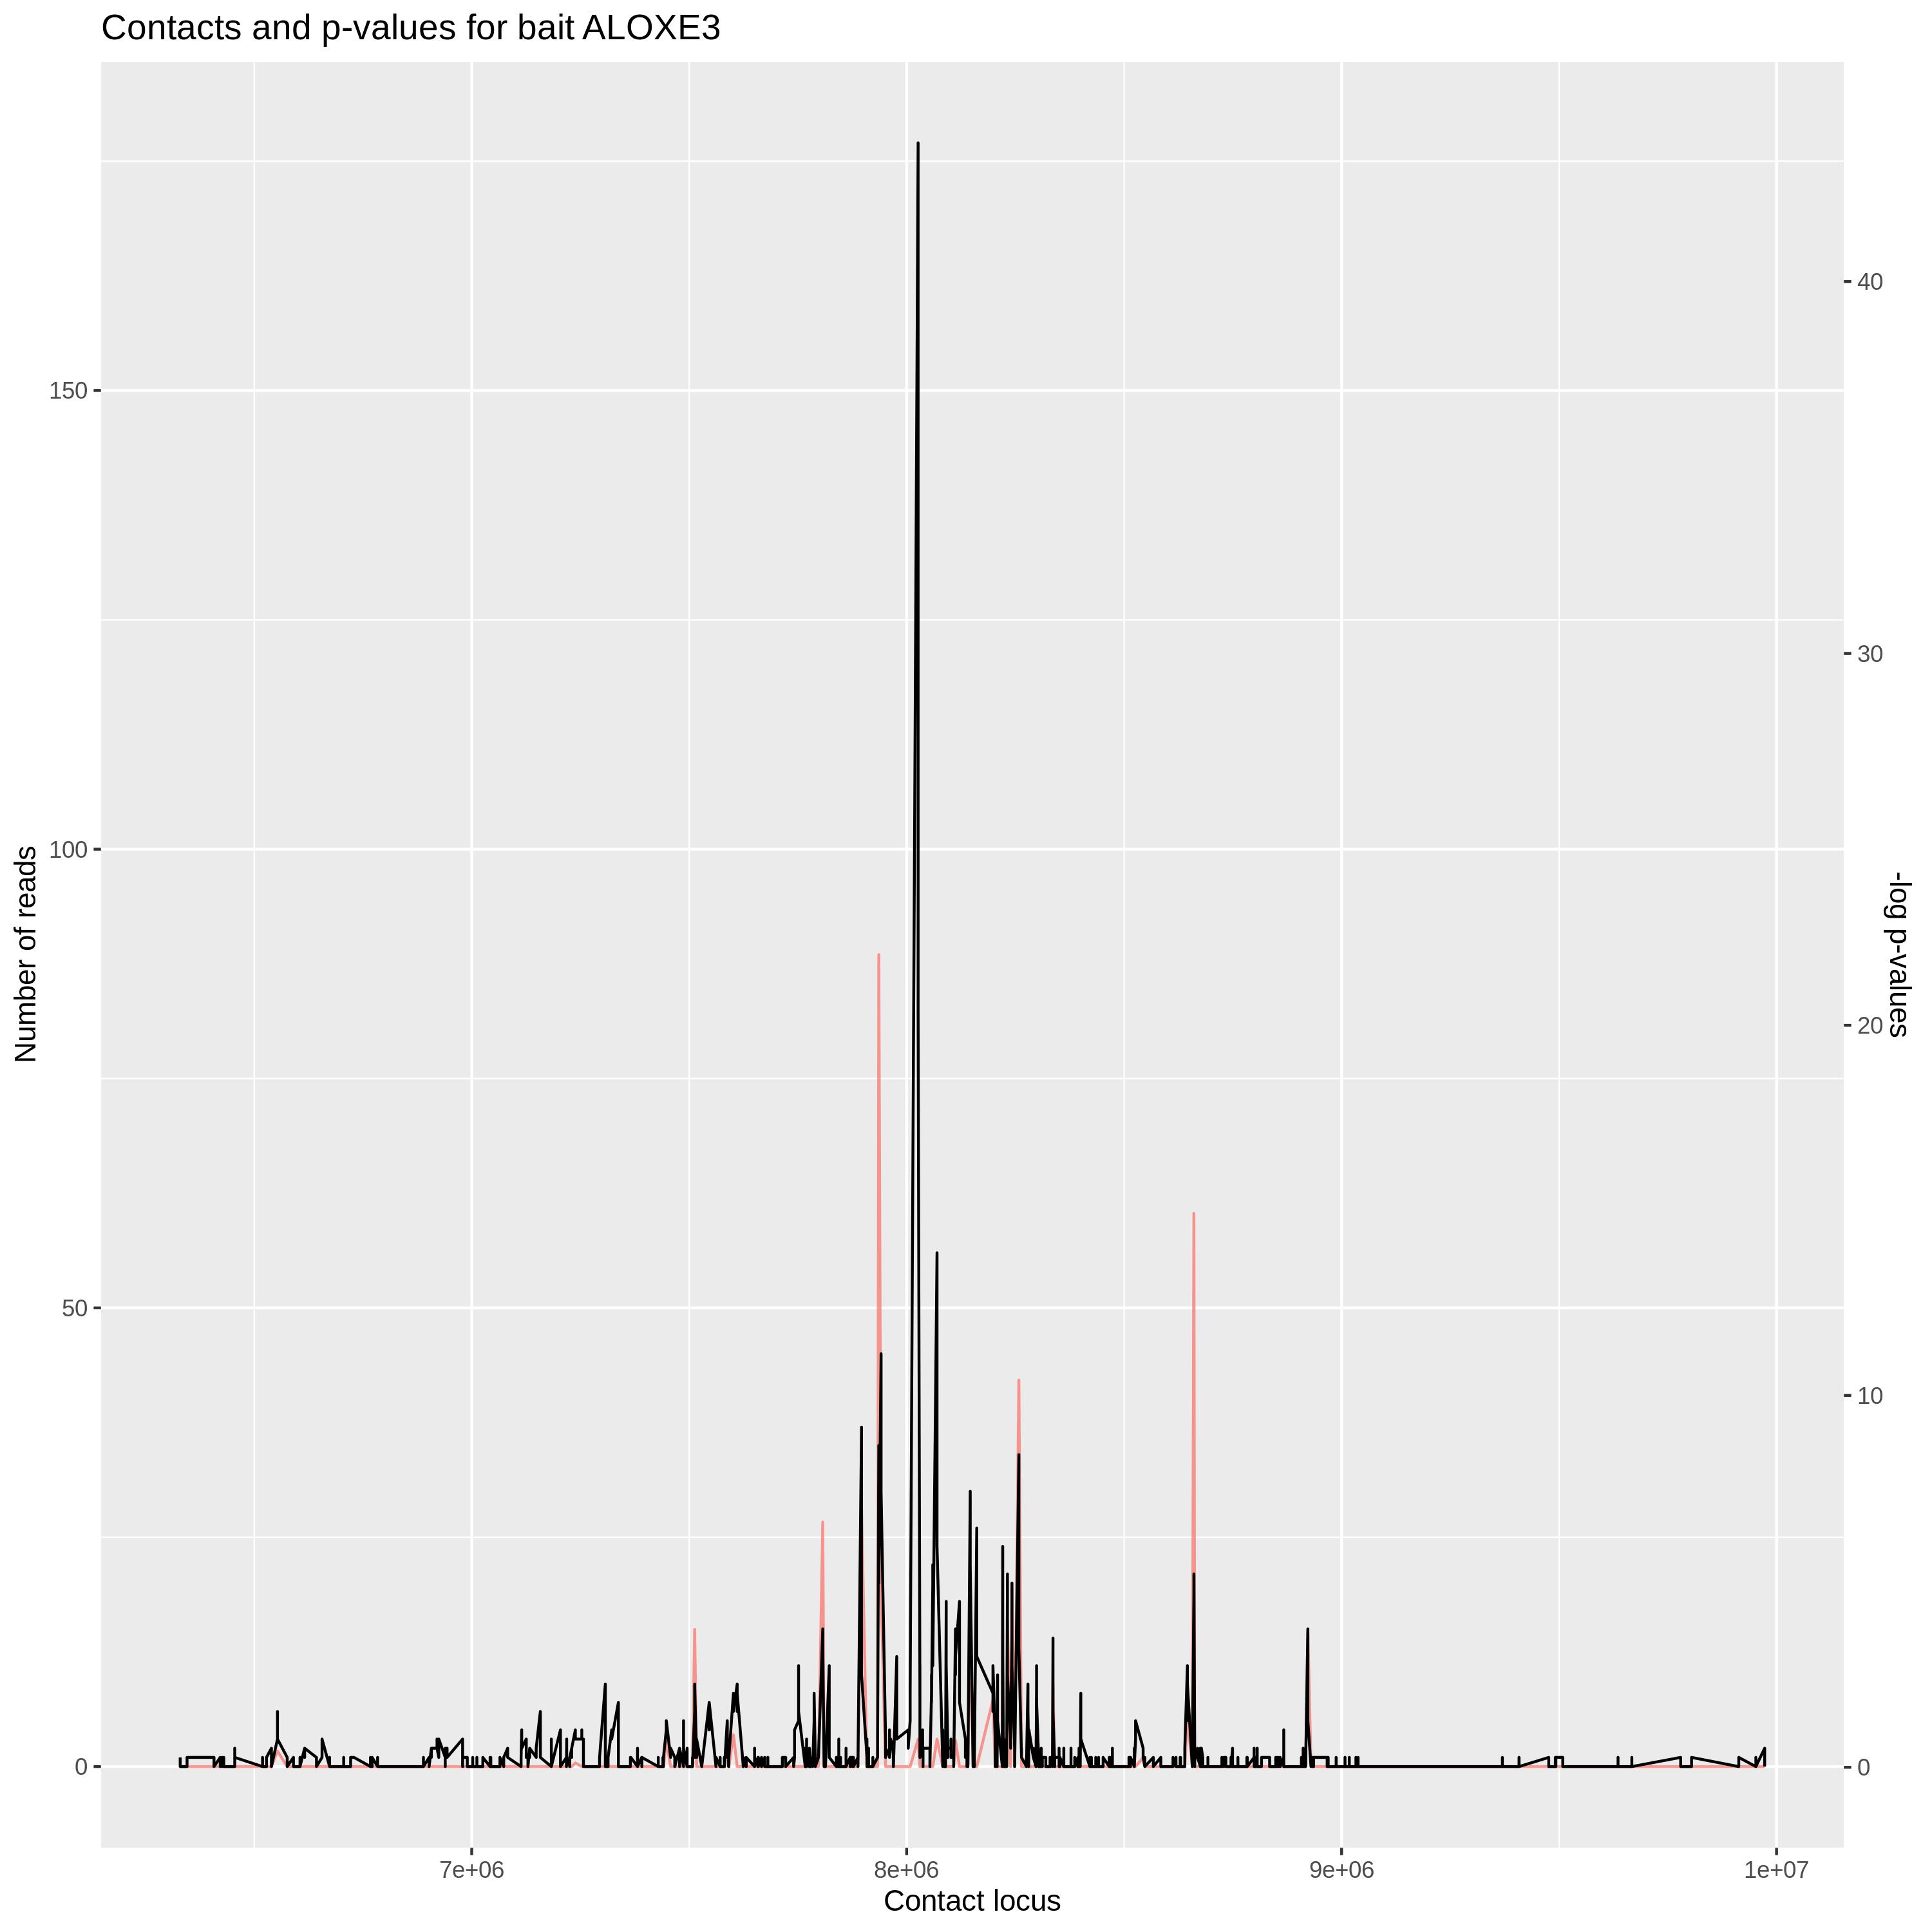 Contacts and p-values for bait ALOXE3
150
100
50
0
Number of reads
40
30
20
10
0
-log p-values
7e+06 8e+06 9e+06 1e+07
Contact locus